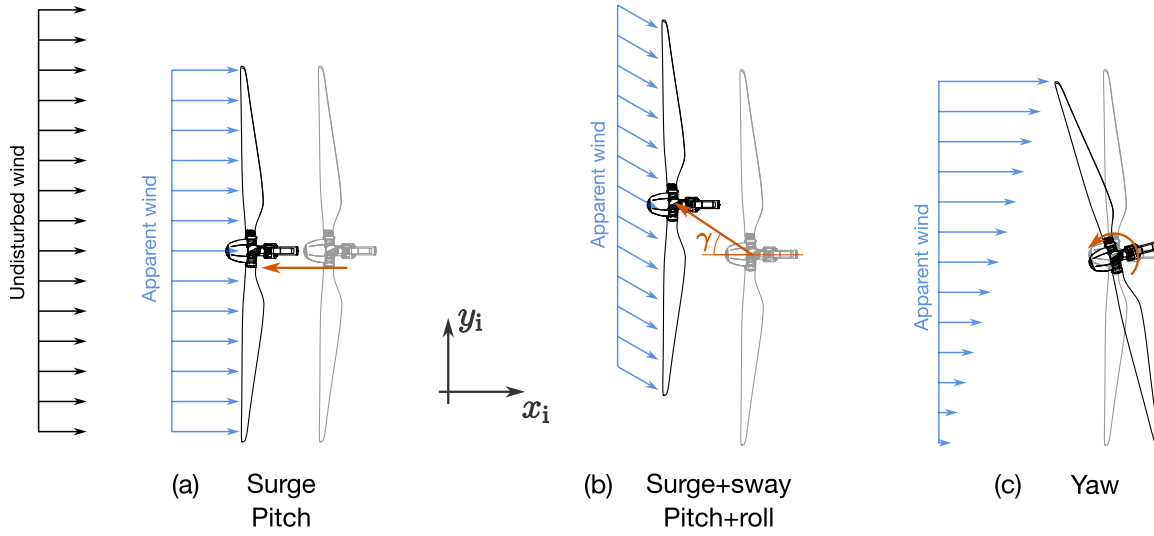 Undisturbed wind
Apparent wind
Apparent wind
γ
Apparent wind
y_i
x_i
(a) Surge
Pitch
(b) Surge+sway
Pitch+roll
(c) Yaw